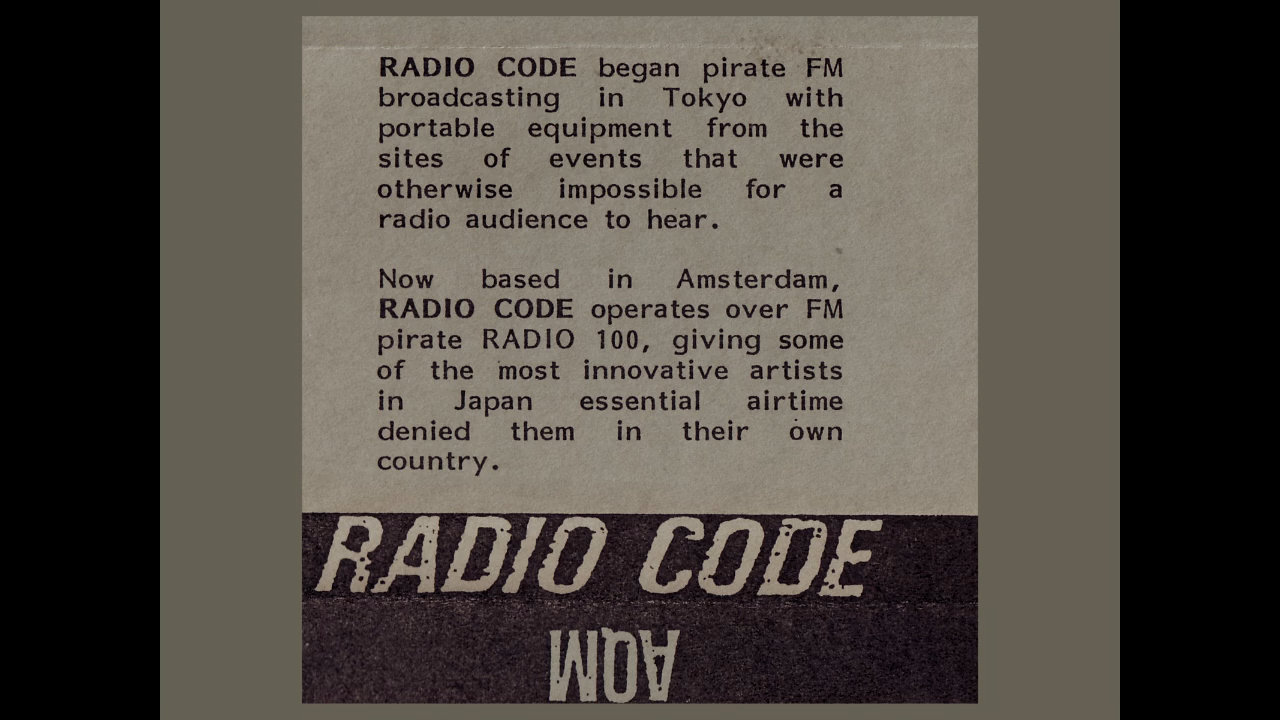 RADIO CODE began pirate FM
broadcasting in Tokyo with
portable equipment from the
sites of events that were
otherwise impossible for a
radio audience to hear.
Now based in Amsterdam,
RADIO CODE operates over FM
pirate RADIO 100, giving some
of the most innovative artists
in Japan essential airtime
denied them in their own
country.
RADIO CODE
AQM